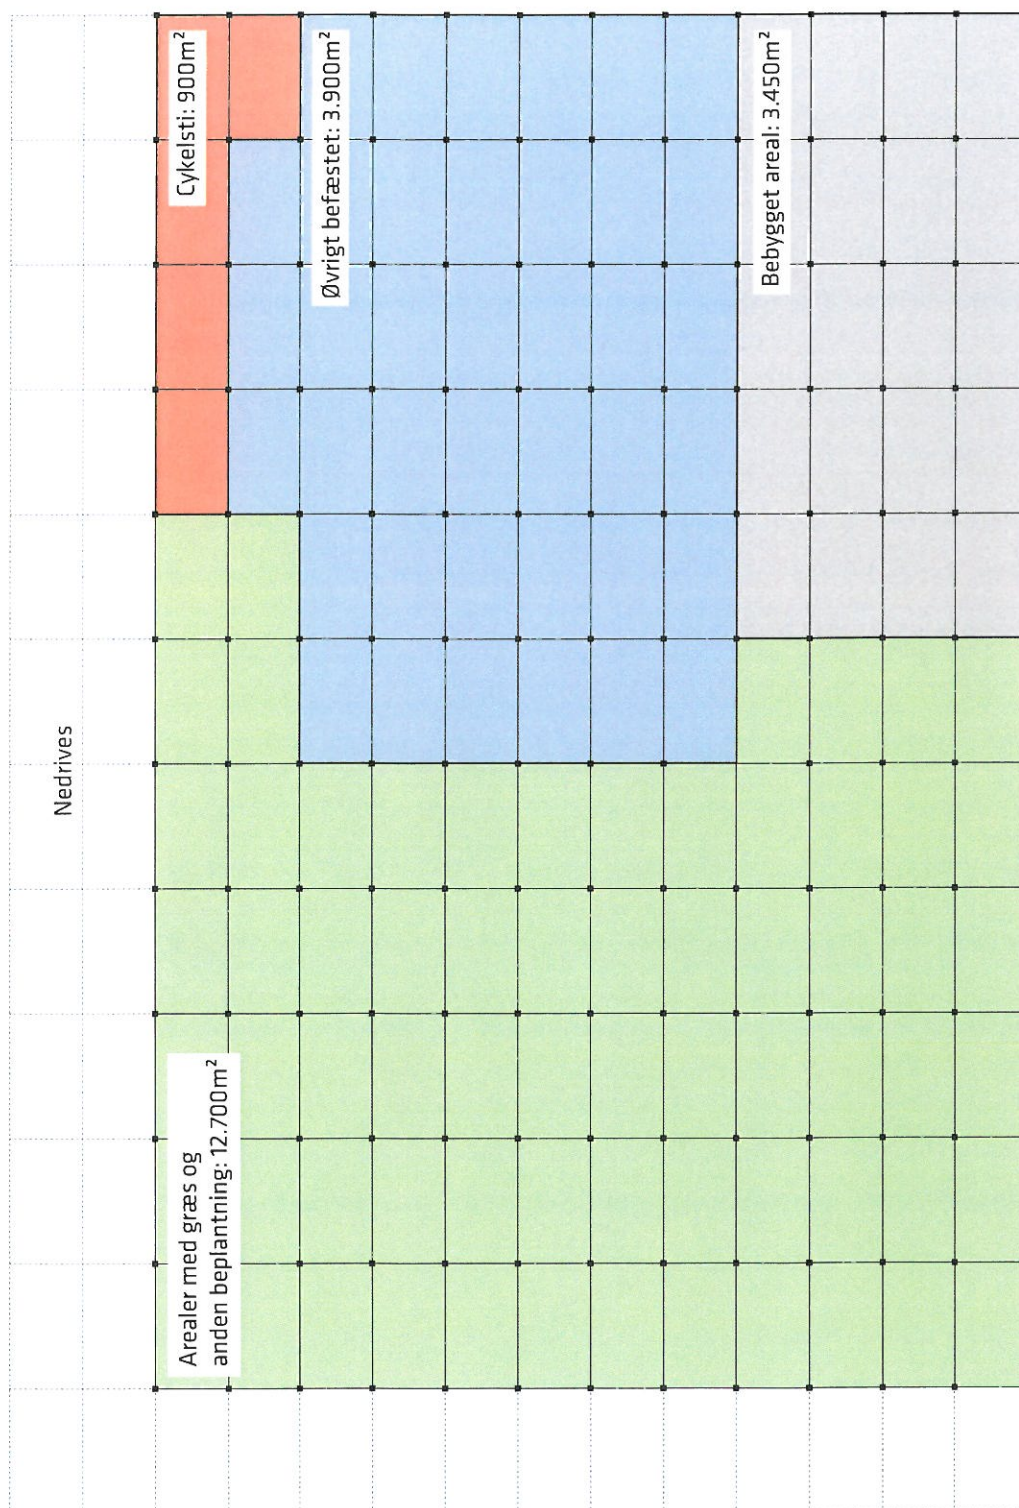 Nedrives
Cykelsti: 900m²
Øvrigt befæstet: 3.900m²
Bebygget areal: 3.450m²
Arealer med græs og
anden beplantning: 12.700m²